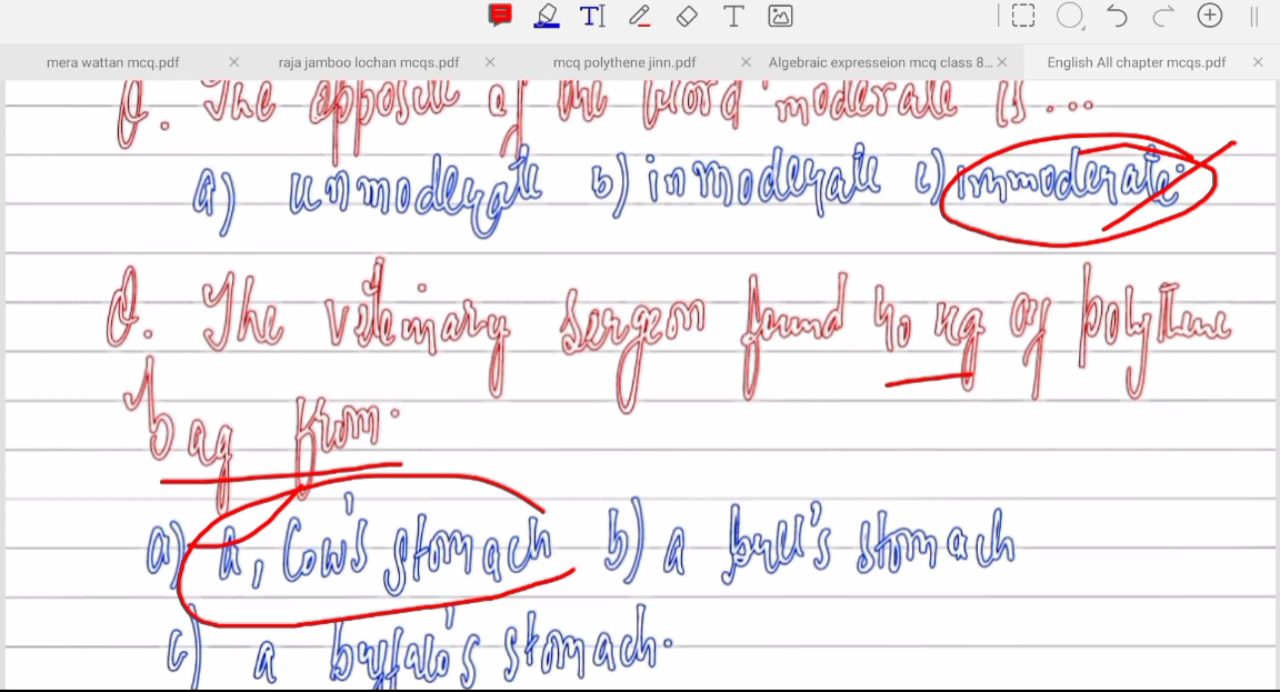 mera wattan mcq.pdf raja jamboo lochan mcqs.pdf mcq polythene jinn.pdf Algebraic expresseion mcq class 8... English All chapter mcqs.pdf
Q. The opposite of the word moderate is ...
a) unmoderate b) inmoderate c) immoderate.
Q. The veteinary sergeon found 40 kg of polythene
bag from.
a) a, Cow's stomach b) a bull's stomach
c) a buffalo's stomach.